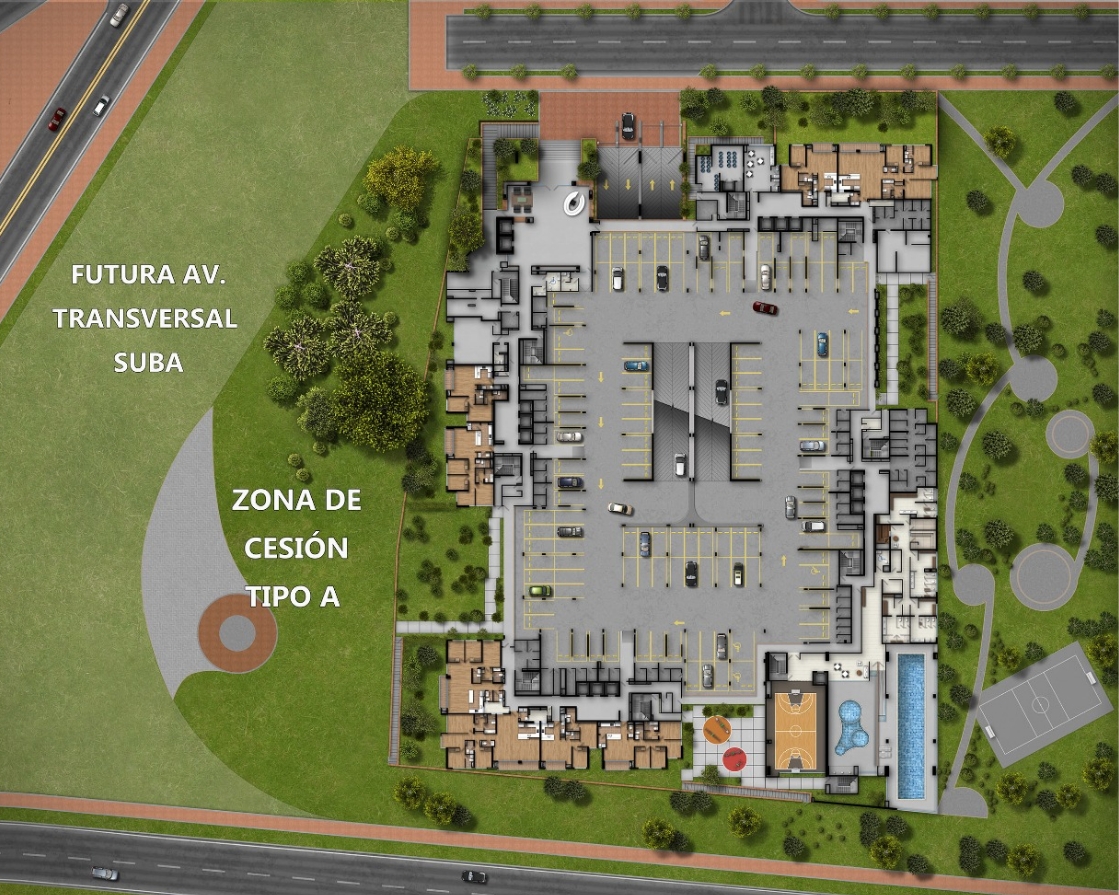 FUTURA AV.
TRANSVERSAL
SUBA
ZONA DE
CESIÓN
TIPO A